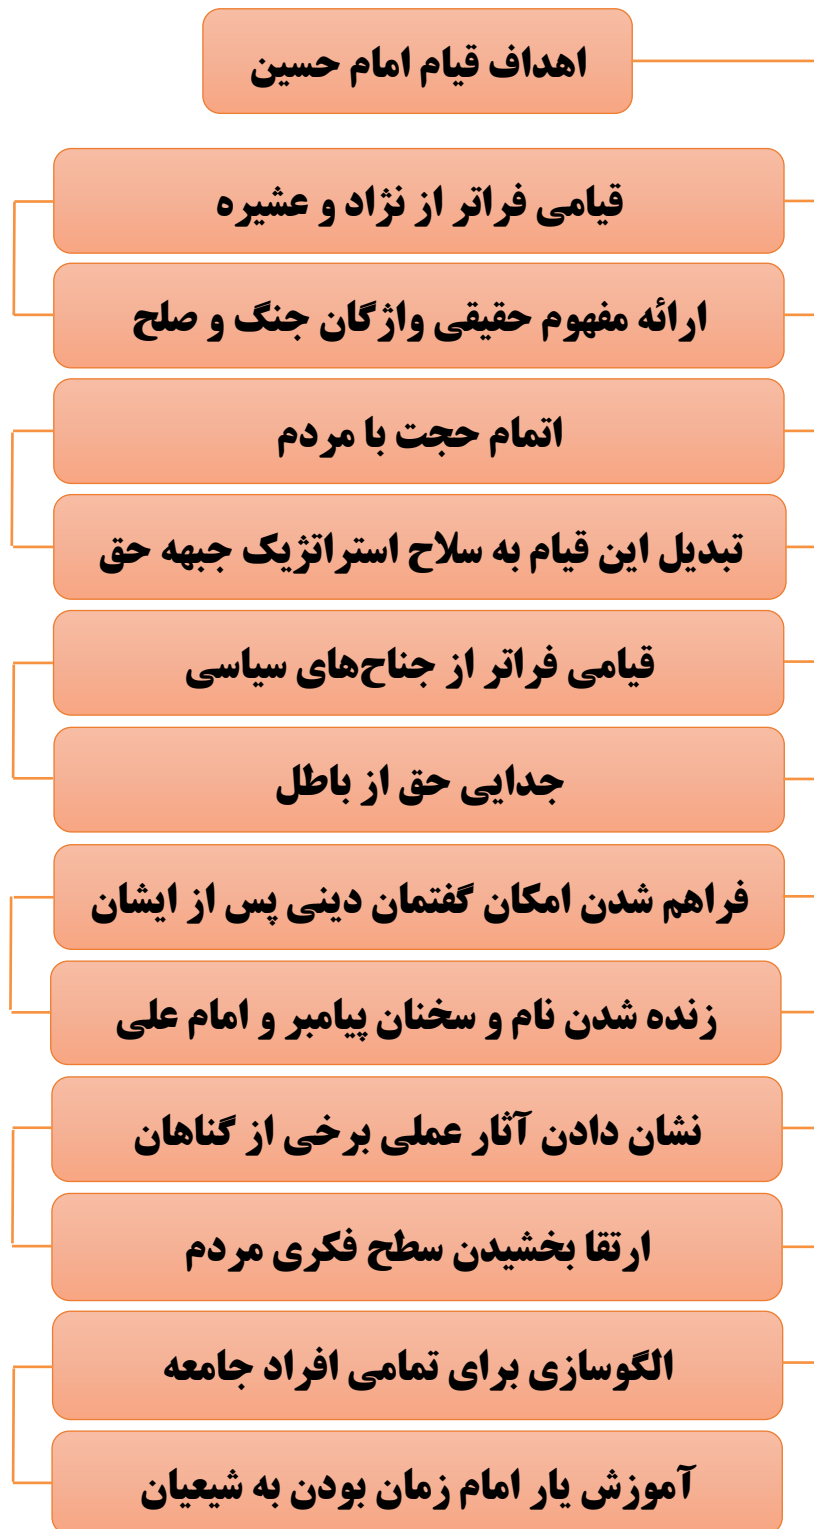 اهداف قیام امام حسین
قیامی فراتر از نژاد و عشیره
ارائه مفهوم حقیقی واژگان جنگ و صلح
اتمام حجت با مردم
تبدیل این قیام به سلاح استراتژیک جبهه حق
قیامی فراتر از جناح‌های سیاسی
جدایی حق از باطل
فراهم شدن امکان گفتمان دینی پس از ایشان
زنده شدن نام و سخنان پیامبر و امام علی
نشان دادن آثار عملی برخی از گناهان
ارتقا بخشیدن سطح فکری مردم
الگوسازی برای تمامی افراد جامعه
آموزش یار امام زمان بودن به شیعیان